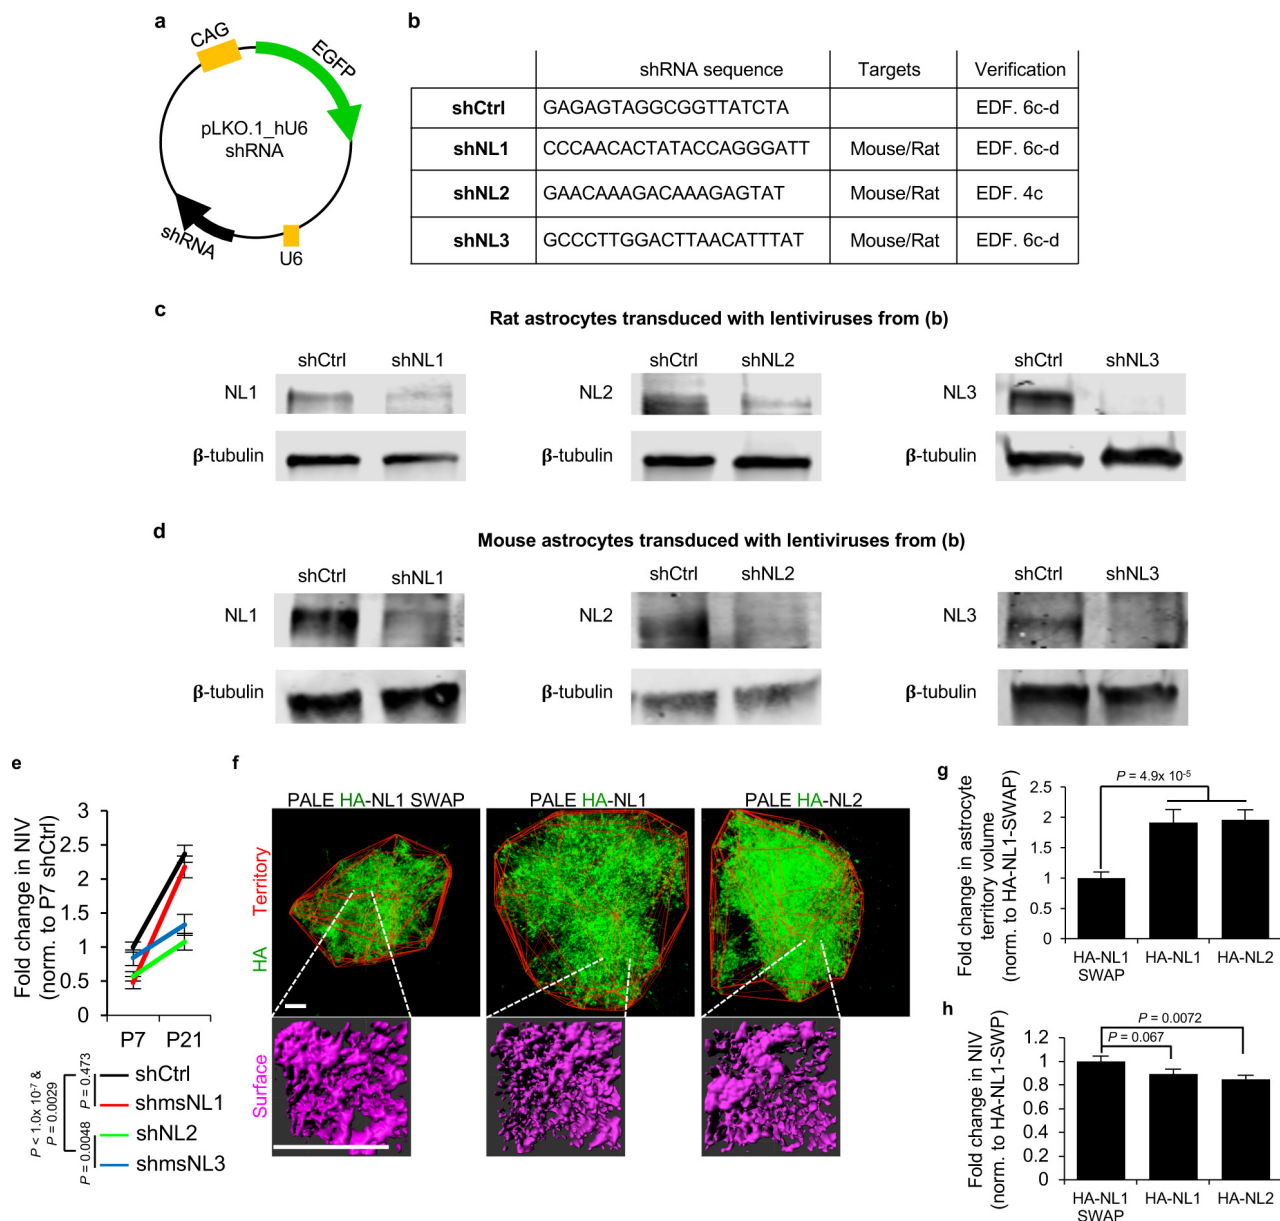 a
CAG
EGFP
pLKO.1_hU6
shRNA
shRNA
U6
b
shRNA sequence Targets Verification
shCtrl GAGAGTAGGCGGTTATCTA EDF. 6c-d
shNL1 CCCAACACTATACCAGGGATT Mouse/Rat EDF. 6c-d
shNL2 GAACAAAGACAAAGAGTAT Mouse/Rat EDF. 4c
shNL3 GCCCTTGGACTTAACATTTAT Mouse/Rat EDF. 6c-d
c
Rat astrocytes transduced with lentiviruses from (b)
shCtrl shNL1 shCtrl shNL2 shCtrl shNL3
NL1 NL2 NL3
β-tubulin β-tubulin β-tubulin
d
Mouse astrocytes transduced with lentiviruses from (b)
shCtrl shNL1 shCtrl shNL2 shCtrl shNL3
NL1 NL2 NL3
β-tubulin β-tubulin β-tubulin
e
Fold change in NIV
(norm. to P7 shCtrl)
3
2.5
2
1.5
1
0.5
0
P7 P21
P < 1.0x 10-7 &
P = 0.0029
P = 0.473
P = 0.0048
shCtrl
shmsNL1
shNL2
shmsNL3
f
PALE HA-NL1 SWAP PALE HA-NL1 PALE HA-NL2
HA Territory
Surface
g
Fold change in astrocyte
territory volume
(norm. to HA-NL1-SWAP)
P = 4.9x 10-5
2.5
2
1.5
1
0.5
0
HA-NL1
SWAP
HA-NL1
HA-NL2
h
Fold change in NIV
(norm. to HA-NL1-SWP)
P = 0.0072
P = 0.067
1.2
1
0.8
0.6
0.4
0.2
0
HA-NL1
SWAP
HA-NL1
HA-NL2